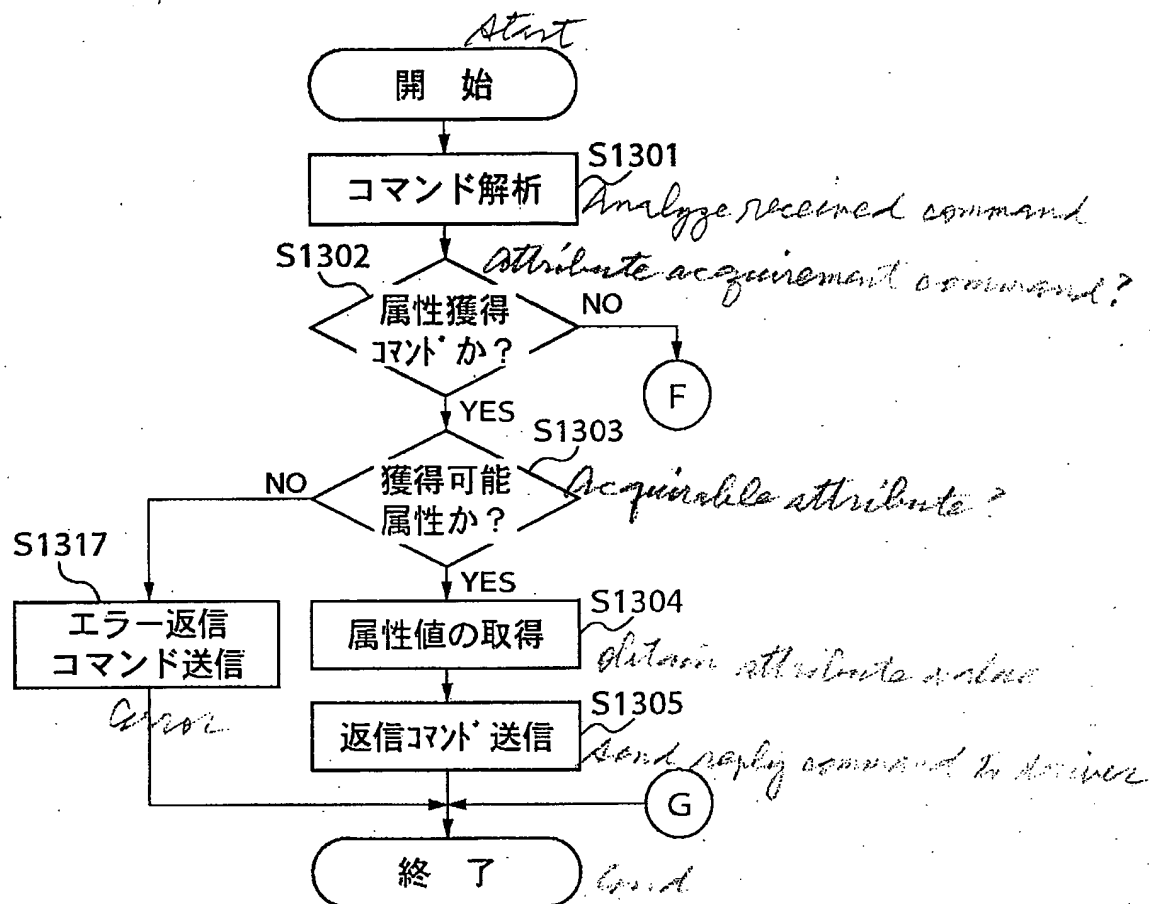 Start
開 始
S1301
コマンド解析
Analyze received command
S1302
Attribute acquirement command?
属性獲得
コマンドか？
NO
F
YES
S1303
獲得可能
属性か？
Acquirable attribute?
NO
S1317
YES
エラー返信
コマンド送信
Error
S1304
属性値の取得
obtain attribute value
S1305
返信コマンド送信
Send reply command to driver
G
終 了
End